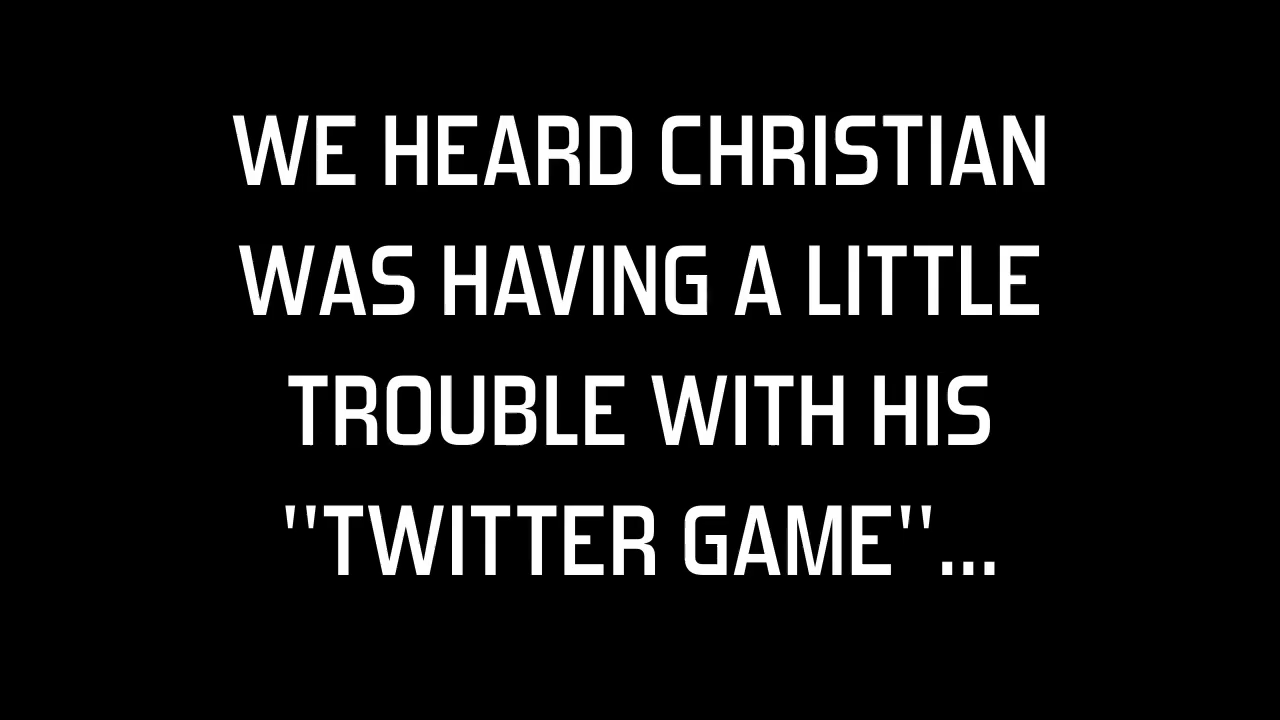 WE HEARD CHRISTIAN
WAS HAVING A LITTLE
TROUBLE WITH HIS
"TWITTER GAME"...